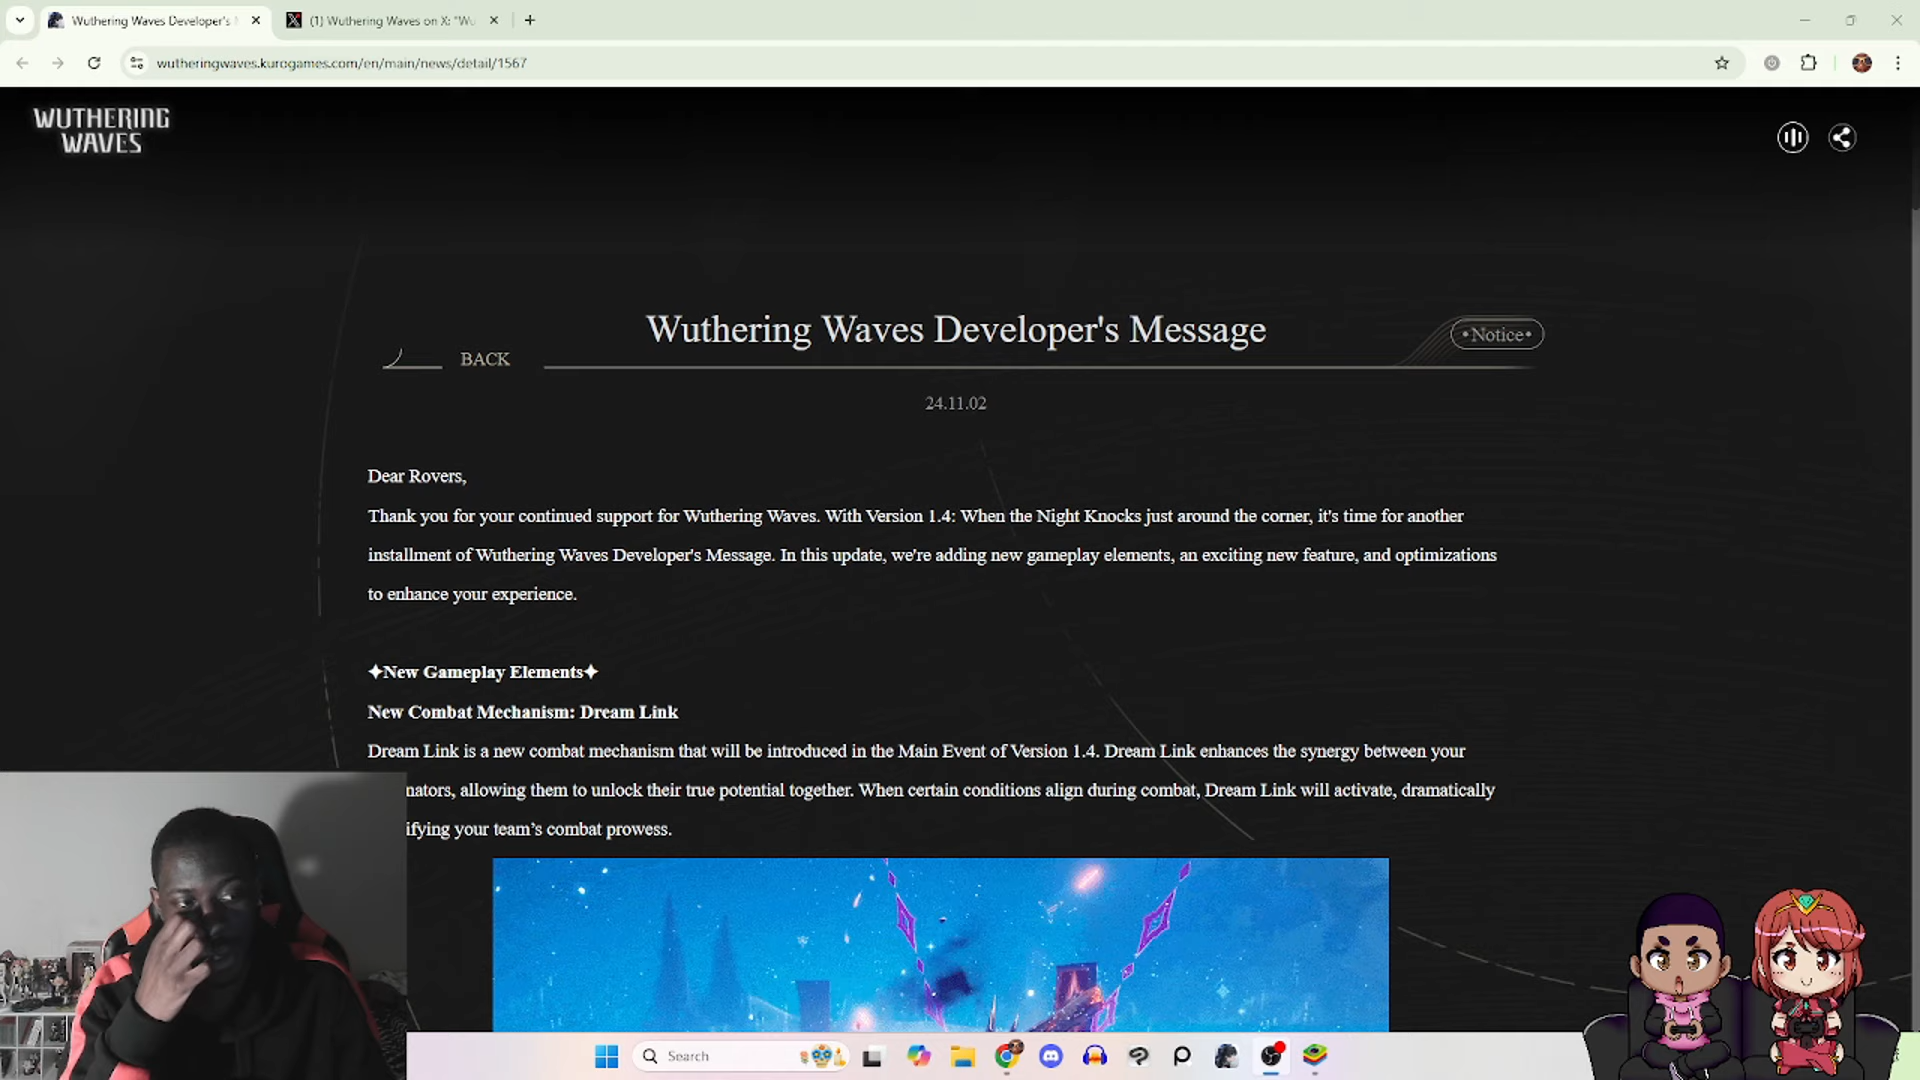 Wuthering Waves Developer's
(1) Wuthering Waves on X: "Wu
wutheringwaves.kurogames.com/en/main/news/detail/1567
WUTHERING
WAVES
Wuthering Waves Developer's Message
•Notice•
BACK
24.11.02
Dear Rovers,
Thank you for your continued support for Wuthering Waves. With Version 1.4: When the Night Knocks just around the corner, it's time for another
installment of Wuthering Waves Developer's Message. In this update, we're adding new gameplay elements, an exciting new feature, and optimizations
to enhance your experience.
✦New Gameplay Elements✦
New Combat Mechanism: Dream Link
Dream Link is a new combat mechanism that will be introduced in the Main Event of Version 1.4. Dream Link enhances the synergy between your
nators, allowing them to unlock their true potential together. When certain conditions align during combat, Dream Link will activate, dramatically
ifying your team’s combat prowess.
Search